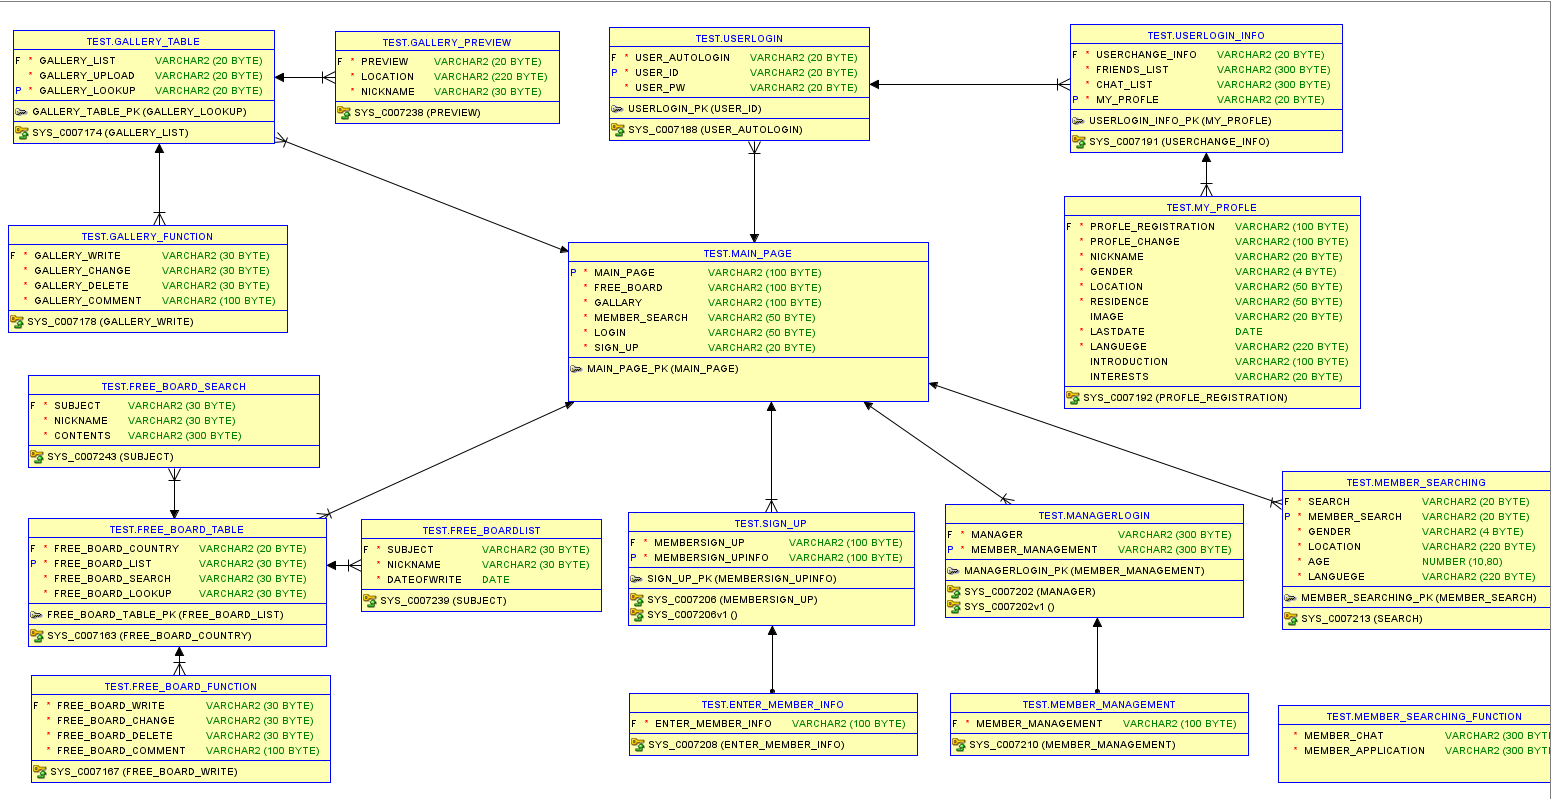 TEST.GALLERY_TABLE
F * GALLERY_LIST VARCHAR2 (20 BYTE)
* GALLERY_UPLOAD VARCHAR2 (20 BYTE)
P * GALLERY_LOOKUP VARCHAR2 (20 BYTE)
GALLERY_TABLE_PK (GALLERY_LOOKUP)
SYS_C007174 (GALLERY_LIST)
TEST.GALLERY_PREVIEW
F * PREVIEW VARCHAR2 (20 BYTE)
* LOCATION VARCHAR2 (220 BYTE)
* NICKNAME VARCHAR2 (30 BYTE)
SYS_C007238 (PREVIEW)
TEST.USERLOGIN
F * USER_AUTOLOGIN VARCHAR2 (20 BYTE)
P * USER_ID VARCHAR2 (20 BYTE)
* USER_PW VARCHAR2 (20 BYTE)
USERLOGIN_PK (USER_ID)
SYS_C007188 (USER_AUTOLOGIN)
TEST.USERLOGIN_INFO
F * USERCHANGE_INFO VARCHAR2 (20 BYTE)
* FRIENDS_LIST VARCHAR2 (300 BYTE)
* CHAT_LIST VARCHAR2 (300 BYTE)
P * MY_PROFLE VARCHAR2 (20 BYTE)
USERLOGIN_INFO_PK (MY_PROFLE)
SYS_C007191 (USERCHANGE_INFO)
TEST.GALLERY_FUNCTION
F * GALLERY_WRITE VARCHAR2 (30 BYTE)
* GALLERY_CHANGE VARCHAR2 (30 BYTE)
* GALLERY_DELETE VARCHAR2 (30 BYTE)
* GALLERY_COMMENT VARCHAR2 (100 BYTE)
SYS_C007178 (GALLERY_WRITE)
TEST.MAIN_PAGE
P * MAIN_PAGE VARCHAR2 (100 BYTE)
* FREE_BOARD VARCHAR2 (100 BYTE)
* GALLARY VARCHAR2 (100 BYTE)
* MEMBER_SEARCH VARCHAR2 (50 BYTE)
* LOGIN VARCHAR2 (50 BYTE)
* SIGN_UP VARCHAR2 (20 BYTE)
MAIN_PAGE_PK (MAIN_PAGE)
TEST.MY_PROFLE
F * PROFLE_REGISTRATION VARCHAR2 (100 BYTE)
* PROFLE_CHANGE VARCHAR2 (100 BYTE)
* NICKNAME VARCHAR2 (20 BYTE)
* GENDER VARCHAR2 (4 BYTE)
* LOCATION VARCHAR2 (50 BYTE)
* RESIDENCE VARCHAR2 (50 BYTE)
IMAGE VARCHAR2 (20 BYTE)
* LASTDATE DATE
* LANGUEGE VARCHAR2 (220 BYTE)
INTRODUCTION VARCHAR2 (100 BYTE)
INTERESTS VARCHAR2 (20 BYTE)
SYS_C007192 (PROFLE_REGISTRATION)
TEST.FREE_BOARD_SEARCH
F * SUBJECT VARCHAR2 (30 BYTE)
* NICKNAME VARCHAR2 (30 BYTE)
* CONTENTS VARCHAR2 (300 BYTE)
SYS_C007243 (SUBJECT)
TEST.FREE_BOARD_TABLE
F * FREE_BOARD_COUNTRY VARCHAR2 (20 BYTE)
P * FREE_BOARD_LIST VARCHAR2 (30 BYTE)
* FREE_BOARD_SEARCH VARCHAR2 (30 BYTE)
* FREE_BOARD_LOOKUP VARCHAR2 (30 BYTE)
FREE_BOARD_TABLE_PK (FREE_BOARD_LIST)
SYS_C007163 (FREE_BOARD_COUNTRY)
TEST.FREE_BOARDLIST
F * SUBJECT VARCHAR2 (30 BYTE)
* NICKNAME VARCHAR2 (30 BYTE)
* DATEOFWRITE DATE
SYS_C007239 (SUBJECT)
TEST.SIGN_UP
F * MEMBERSIGN_UP VARCHAR2 (100 BYTE)
P * MEMBERSIGN_UPINFO VARCHAR2 (100 BYTE)
SIGN_UP_PK (MEMBERSIGN_UPINFO)
SYS_C007206 (MEMBERSIGN_UP)
SYS_C007206v1 ()
TEST.MANAGERLOGIN
F * MANAGER VARCHAR2 (300 BYTE)
P * MEMBER_MANAGEMENT VARCHAR2 (300 BYTE)
MANAGERLOGIN_PK (MEMBER_MANAGEMENT)
SYS_C007202 (MANAGER)
SYS_C007202v1 ()
TEST.MEMBER_SEARCHING
F * SEARCH VARCHAR2 (20 BYTE)
P * MEMBER_SEARCH VARCHAR2 (20 BYTE)
* GENDER VARCHAR2 (4 BYTE)
* LOCATION VARCHAR2 (220 BYTE)
* AGE NUMBER (10,80)
* LANGUEGE VARCHAR2 (220 BYTE)
MEMBER_SEARCHING_PK (MEMBER_SEARCH)
SYS_C007213 (SEARCH)
TEST.FREE_BOARD_FUNCTION
F * FREE_BOARD_WRITE VARCHAR2 (30 BYTE)
* FREE_BOARD_CHANGE VARCHAR2 (30 BYTE)
* FREE_BOARD_DELETE VARCHAR2 (30 BYTE)
* FREE_BOARD_COMMENT VARCHAR2 (100 BYTE)
SYS_C007167 (FREE_BOARD_WRITE)
TEST.ENTER_MEMBER_INFO
F * ENTER_MEMBER_INFO VARCHAR2 (100 BYTE)
SYS_C007208 (ENTER_MEMBER_INFO)
TEST.MEMBER_MANAGEMENT
F * MEMBER_MANAGEMENT VARCHAR2 (100 BYTE)
SYS_C007210 (MEMBER_MANAGEMENT)
TEST.MEMBER_SEARCHING_FUNCTION
* MEMBER_CHAT VARCHAR2 (300 BYT
* MEMBER_APPLICATION VARCHAR2 (300 BYT